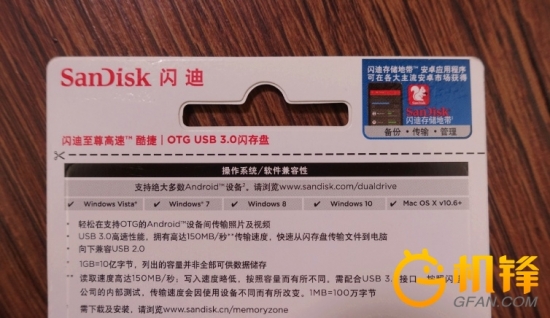 SanDisk 闪迪
闪迪存储地带™ 安卓应用程序
可在各大主流安卓市场获得
SanDisk
闪迪存储地带
备份·传输·管理
闪迪至尊高速™ 酷捷 | OTG USB 3.0闪存盘
操作系统/软件兼容性
支持绝大多数Android™设备†。请浏览www.sandisk.com/dualdrive
✓ Windows Vista® ✓ Windows® 7 ✓ Windows 8 ✓ Windows 10 ✓ Mac OS X v10.6+
• 轻松在支持OTG的Android™设备间传输照片及视频
• USB 3.0高速性能，拥有高达150MB/秒**传输速度，快速从闪存盘传输文件到电脑
• 向下兼容USB 2.0
* 1GB=10亿字节，列出的容量并非全部可供数据储存
** 读取速度高达150MB/秒；写入速度略低，按照容量而有所不同。需配合USB 3.0接口，按照闪迪
公司的内部测试，传输速度会因使用设备不同而有所改变。1MB=100万字节
需下载及安装，请浏览www.sandisk.cn/memoryzone
机锋
GFAN.COM